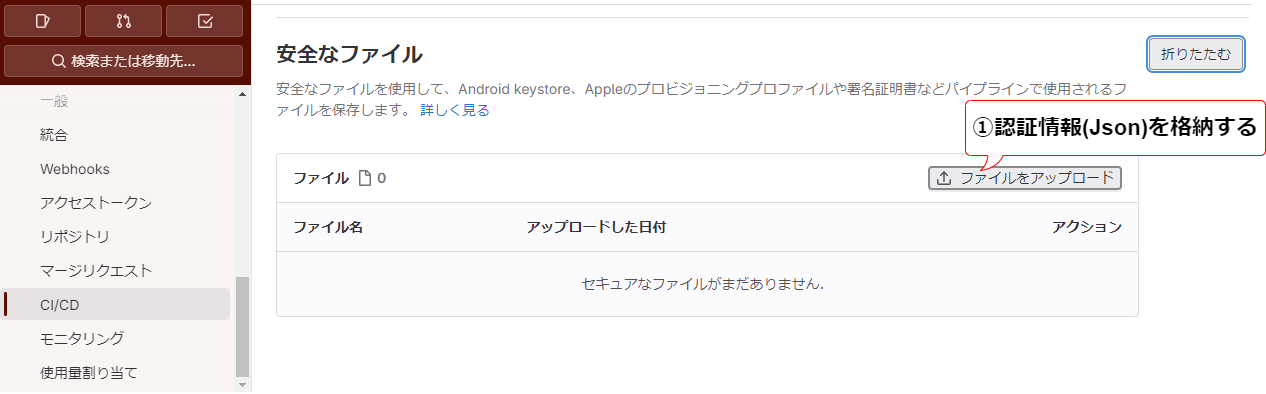 検索または移動先...
一般
統合
Webhooks
アクセストークン
リポジトリ
マージリクエスト
CI/CD
モニタリング
使用量割り当て
安全なファイル
折りたたむ
安全なファイルを使用して、Android keystore、Appleのプロビジョニングプロファイルや署名証明書などパイプラインで使用されるフ
ァイルを保存します。 詳しく見る
①認証情報(Json)を格納する
ファイル 0
ファイルをアップロード
ファイル名 アップロードした日付 アクション
セキュアなファイルがまだありません.